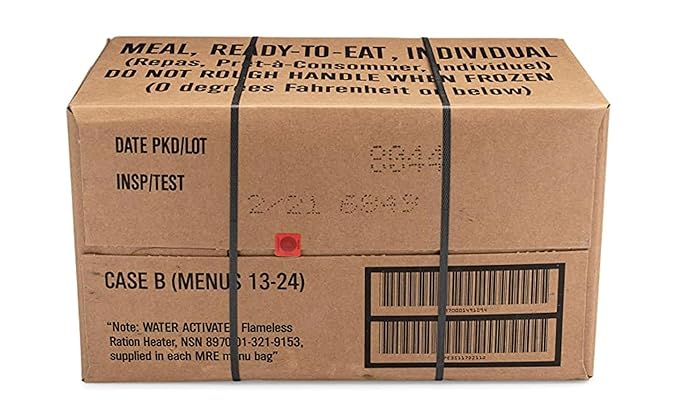 MEAL, READY-TO-EAT, INDIVIDUAL
(Repas, Prêt-à-Consommer, Individuel)
DO NOT ROUGH HANDLE WHEN FROZEN
(0 degrees Fahrenheit or below)
DATE PKD/LOT
INSP/TEST 2/21
CASE B (MENUS 13-24)
"Note: WATER ACTIVATED Flameless
Ration Heater, NSN 8970-01-321-9153,
supplied in each MRE menu bag"